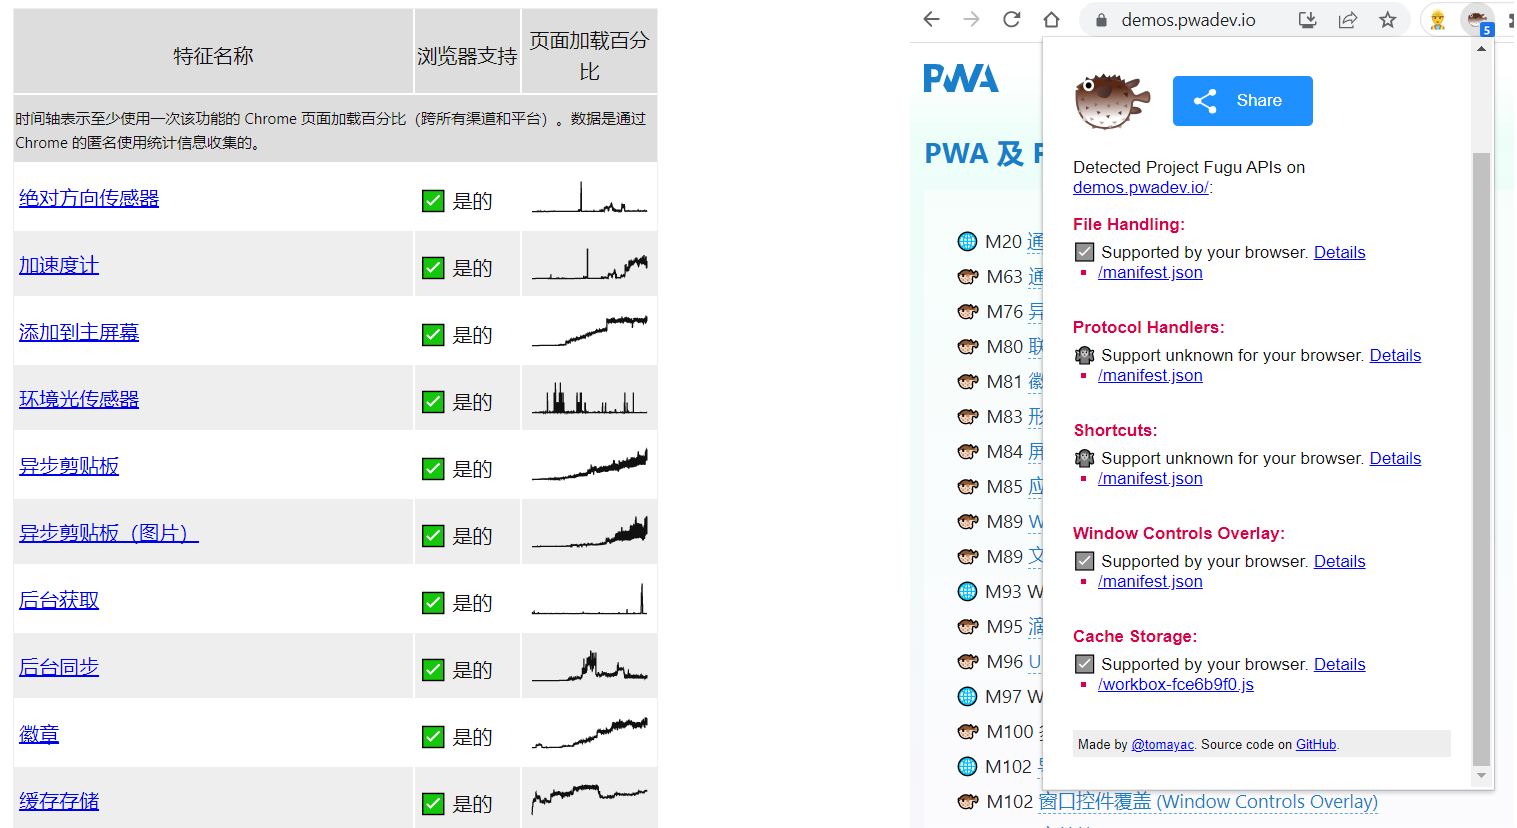 特征名称
浏览器支持
页面加载百分
比
时间轴表示至少使用一次该功能的 Chrome 页面加载百分比（跨所有渠道和平台）。数据是通过
Chrome 的匿名使用统计信息收集的。
绝对方向传感器
是的
加速度计
是的
添加到主屏幕
是的
环境光传感器
是的
异步剪贴板
是的
异步剪贴板（图片）
是的
后台获取
是的
后台同步
是的
徽章
是的
缓存存储
是的
demos.pwadev.io
5
PWA
PWA 及
M20 通
M63 通
M76 异
M80 联
M81 徽
M83 形
M84 屏
M85 应
M89 W
M89 文
M93 W
M95 滴
M96 U
M97 W
M100
M102
M102 窗口控件覆盖 (Window Controls Overlay)
Share
Detected Project Fugu APIs on
demos.pwadev.io/:
File Handling:
Supported by your browser. Details
/manifest.json
Protocol Handlers:
Support unknown for your browser. Details
/manifest.json
Shortcuts:
Support unknown for your browser. Details
/manifest.json
Window Controls Overlay:
Supported by your browser. Details
/manifest.json
Cache Storage:
Supported by your browser. Details
/workbox-fce6b9f0.js
Made by @tomayac. Source code on GitHub.